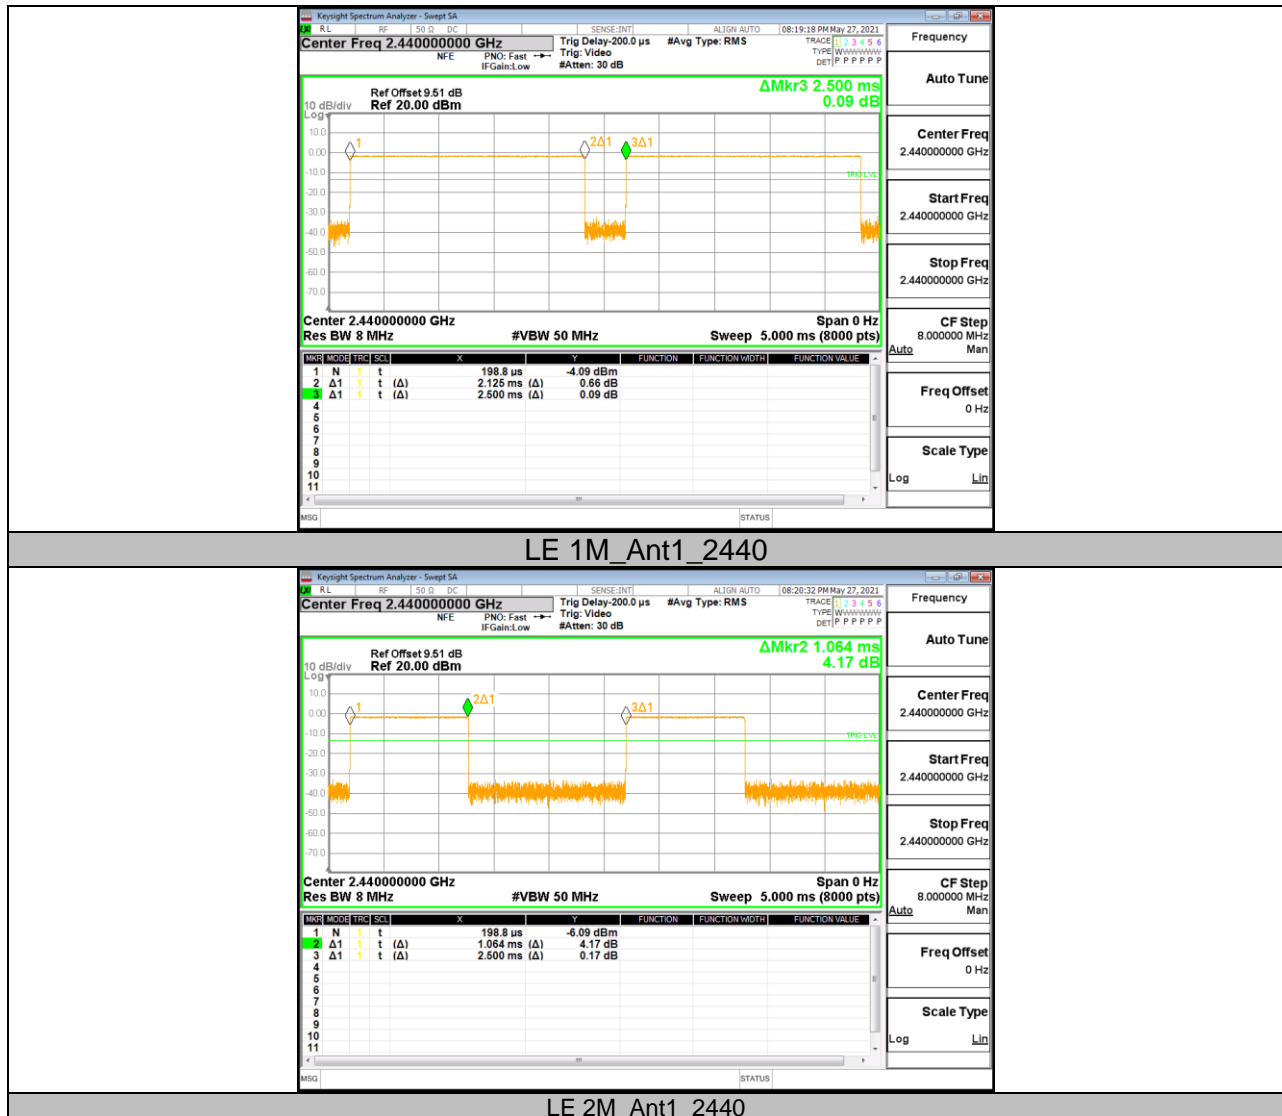 Keysight Spectrum Analyzer - Swept SA
RL RF 50 Ω DC SENSE:INT ALIGN AUTO 08:19:18 PM May 27, 2021
Center Freq 2.440000000 GHz Trig Delay-200.0 µs #Avg Type: RMS TRACE 1 2 3 4 5 6
NFE PNO: Fast Trig: Video TYPE WWWWWW
IFGain:Low #Atten: 30 dB DET P P P P P P
Frequency
Auto Tune
ΔMkr3 2.500 ms
0.09 dB
Ref Offset 9.51 dB
10 dB/div Ref 20.00 dBm
Log
10.0
0.00
-10.0
-20.0
-30.0
-40.0
-50.0
-60.0
-70.0
1 2Δ1 3Δ1
TRIG LVL
Center 2.440000000 GHz Span 0 Hz
Res BW 8 MHz #VBW 50 MHz Sweep 5.000 ms (8000 pts)
MKR MODE TRC SCL X Y FUNCTION FUNCTION WIDTH FUNCTION VALUE
1 N 1 t 198.8 µs -4.09 dBm
2 Δ1 1 t (Δ) 2.125 ms (Δ) 0.66 dB
3 Δ1 1 t (Δ) 2.500 ms (Δ) 0.09 dB
4
5
6
7
8
9
10
11
Center Freq
2.440000000 GHz
Start Freq
2.440000000 GHz
Stop Freq
2.440000000 GHz
CF Step
8.000000 MHz
Auto Man
Freq Offset
0 Hz
Scale Type
Log Lin
MSG STATUS
LE 1M_Ant1_2440
Keysight Spectrum Analyzer - Swept SA
RL RF 50 Ω DC SENSE:INT ALIGN AUTO 08:20:32 PM May 27, 2021
Center Freq 2.440000000 GHz Trig Delay-200.0 µs #Avg Type: RMS TRACE 1 2 3 4 5 6
NFE PNO: Fast Trig: Video TYPE WWWWWW
IFGain:Low #Atten: 30 dB DET P P P P P P
Frequency
Auto Tune
ΔMkr2 1.064 ms
4.17 dB
Ref Offset 9.51 dB
10 dB/div Ref 20.00 dBm
Log
10.0
0.00
-10.0
-20.0
-30.0
-40.0
-50.0
-60.0
-70.0
1 2Δ1 3Δ1
TRIG LVL
Center 2.440000000 GHz Span 0 Hz
Res BW 8 MHz #VBW 50 MHz Sweep 5.000 ms (8000 pts)
MKR MODE TRC SCL X Y FUNCTION FUNCTION WIDTH FUNCTION VALUE
1 N 1 t 198.8 µs -6.09 dBm
2 Δ1 1 t (Δ) 1.064 ms (Δ) 4.17 dB
3 Δ1 1 t (Δ) 2.500 ms (Δ) 0.17 dB
4
5
6
7
8
9
10
11
Center Freq
2.440000000 GHz
Start Freq
2.440000000 GHz
Stop Freq
2.440000000 GHz
CF Step
8.000000 MHz
Auto Man
Freq Offset
0 Hz
Scale Type
Log Lin
MSG STATUS
LE 2M_Ant1_2440